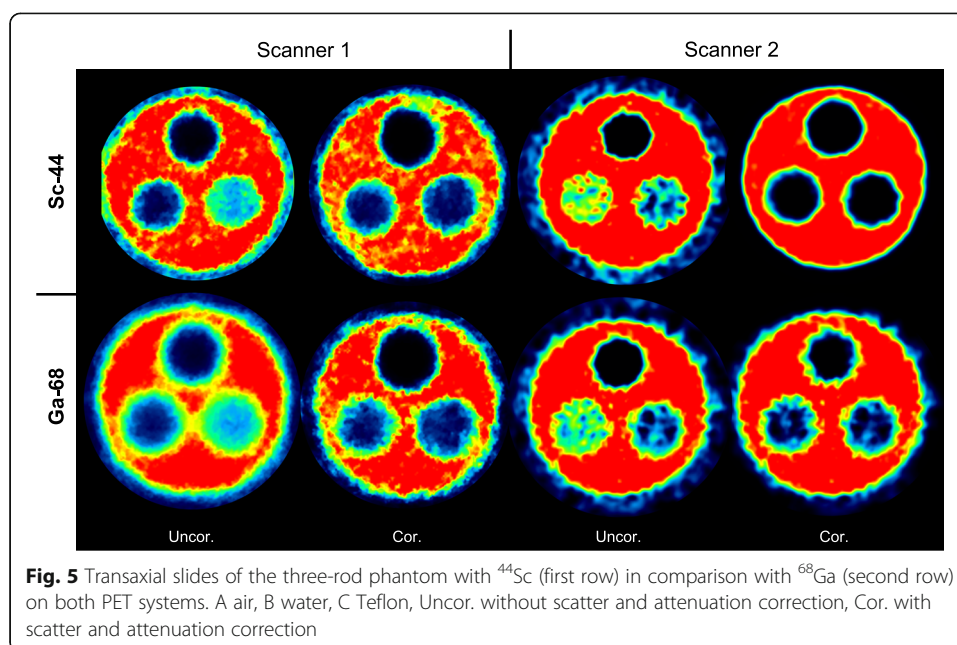 Scanner 1 Scanner 2
Sc-44
Ga-68
Uncor. Cor. Uncor. Cor.
Fig. 5 Transaxial slides of the three-rod phantom with ⁴⁴Sc (first row) in comparison with ⁶⁸Ga (second row)
on both PET systems. A air, B water, C Teflon, Uncor. without scatter and attenuation correction, Cor. with
scatter and attenuation correction